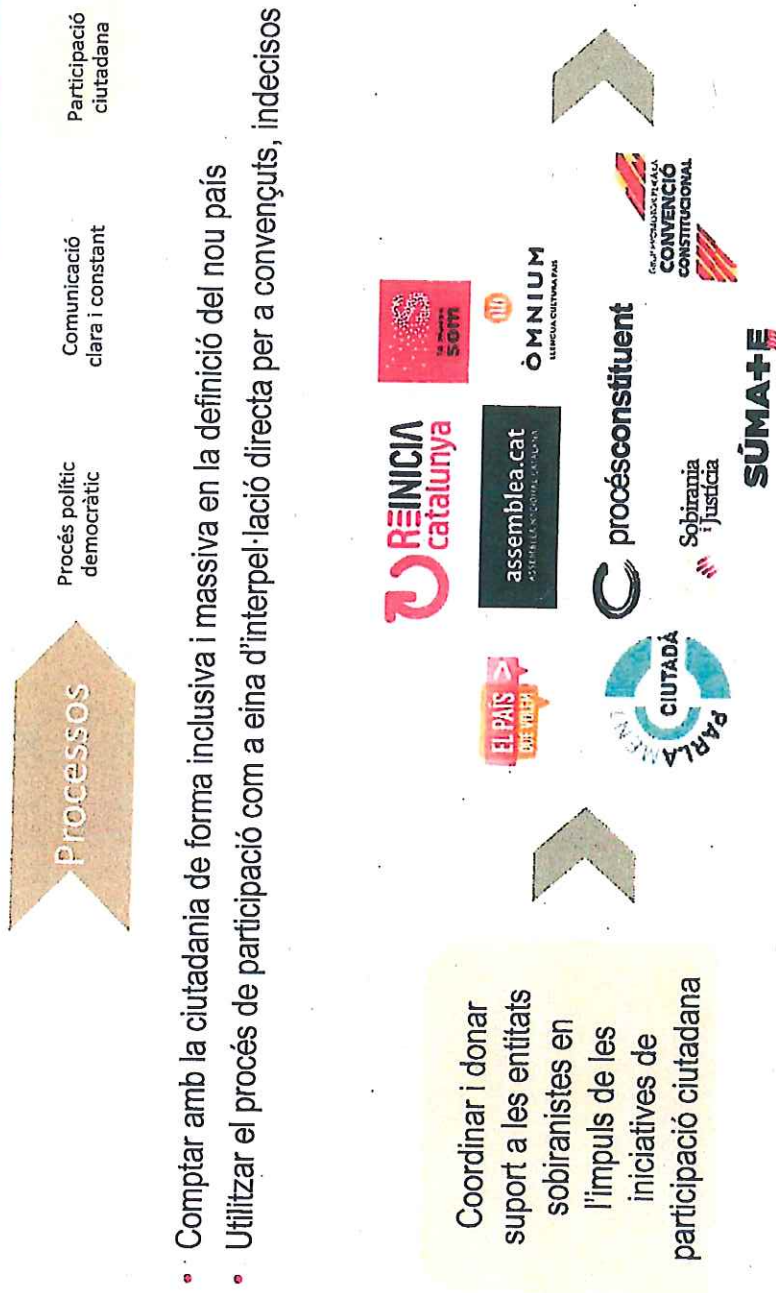 Processos
Procés polític
democràtic
Comunicació
clara i constant
Participació
ciutadana
• Comptar amb la ciutadania de forma inclusiva i massiva en la definició del nou país
• Utilitzar el procés de participació com a eina d'interpel·lació directa per a convençuts, indecisos
Coordinar i donar
suport a les entitats
sobiranistes en
l'impuls de les
iniciatives de
participació ciutadana
EL PAÍS
QUE VOLEM
REINICIA
catalunya
som
assemblea.cat
ASSEMBLEA NACIONAL CATALANA
ÒMNIUM
LLENGUA CULTURA PAÍS
PARLAMENT
CIUTADÀ
procésconstituent
Sobirania
i Justícia
CONVENCIÓ
CONSTITUCIONAL
SÚMA+E